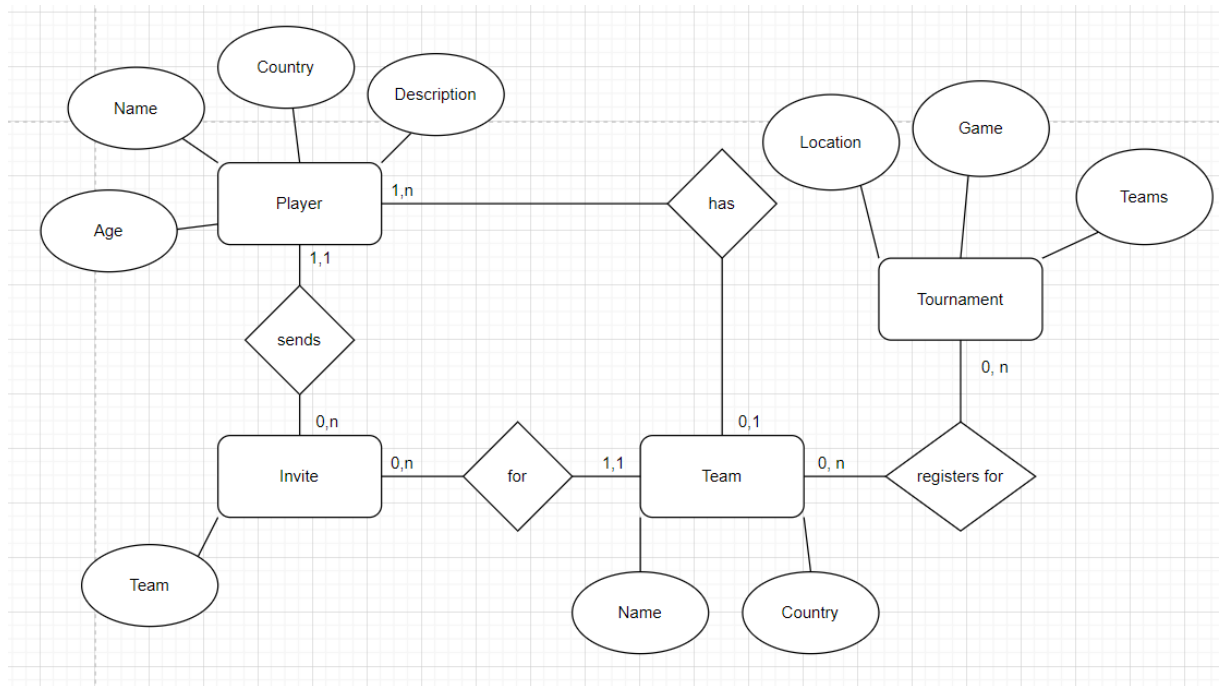 Country
Description
Name
Game
Location
Teams
Player
1,n
has
Age
1,1
Tournament
sends
0, n
0,n
0,1
Invite
0,n
for
1,1
Team
0, n
registers for
Team
Name
Country